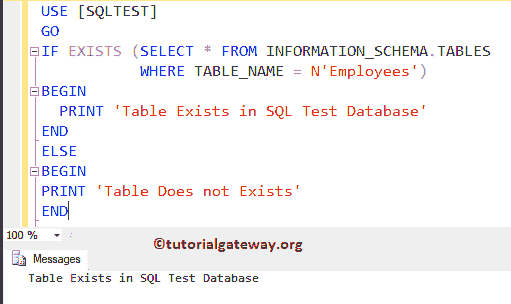 USE [SQLTEST]
GO
IF EXISTS (SELECT * FROM INFORMATION_SCHEMA.TABLES
WHERE TABLE_NAME = N'Employees')
BEGIN
PRINT 'Table Exists in SQL Test Database'
END
ELSE
BEGIN
PRINT 'Table Does not Exists'
END
100 %
©tutorialgateway.org
Messages
Table Exists in SQL Test Database